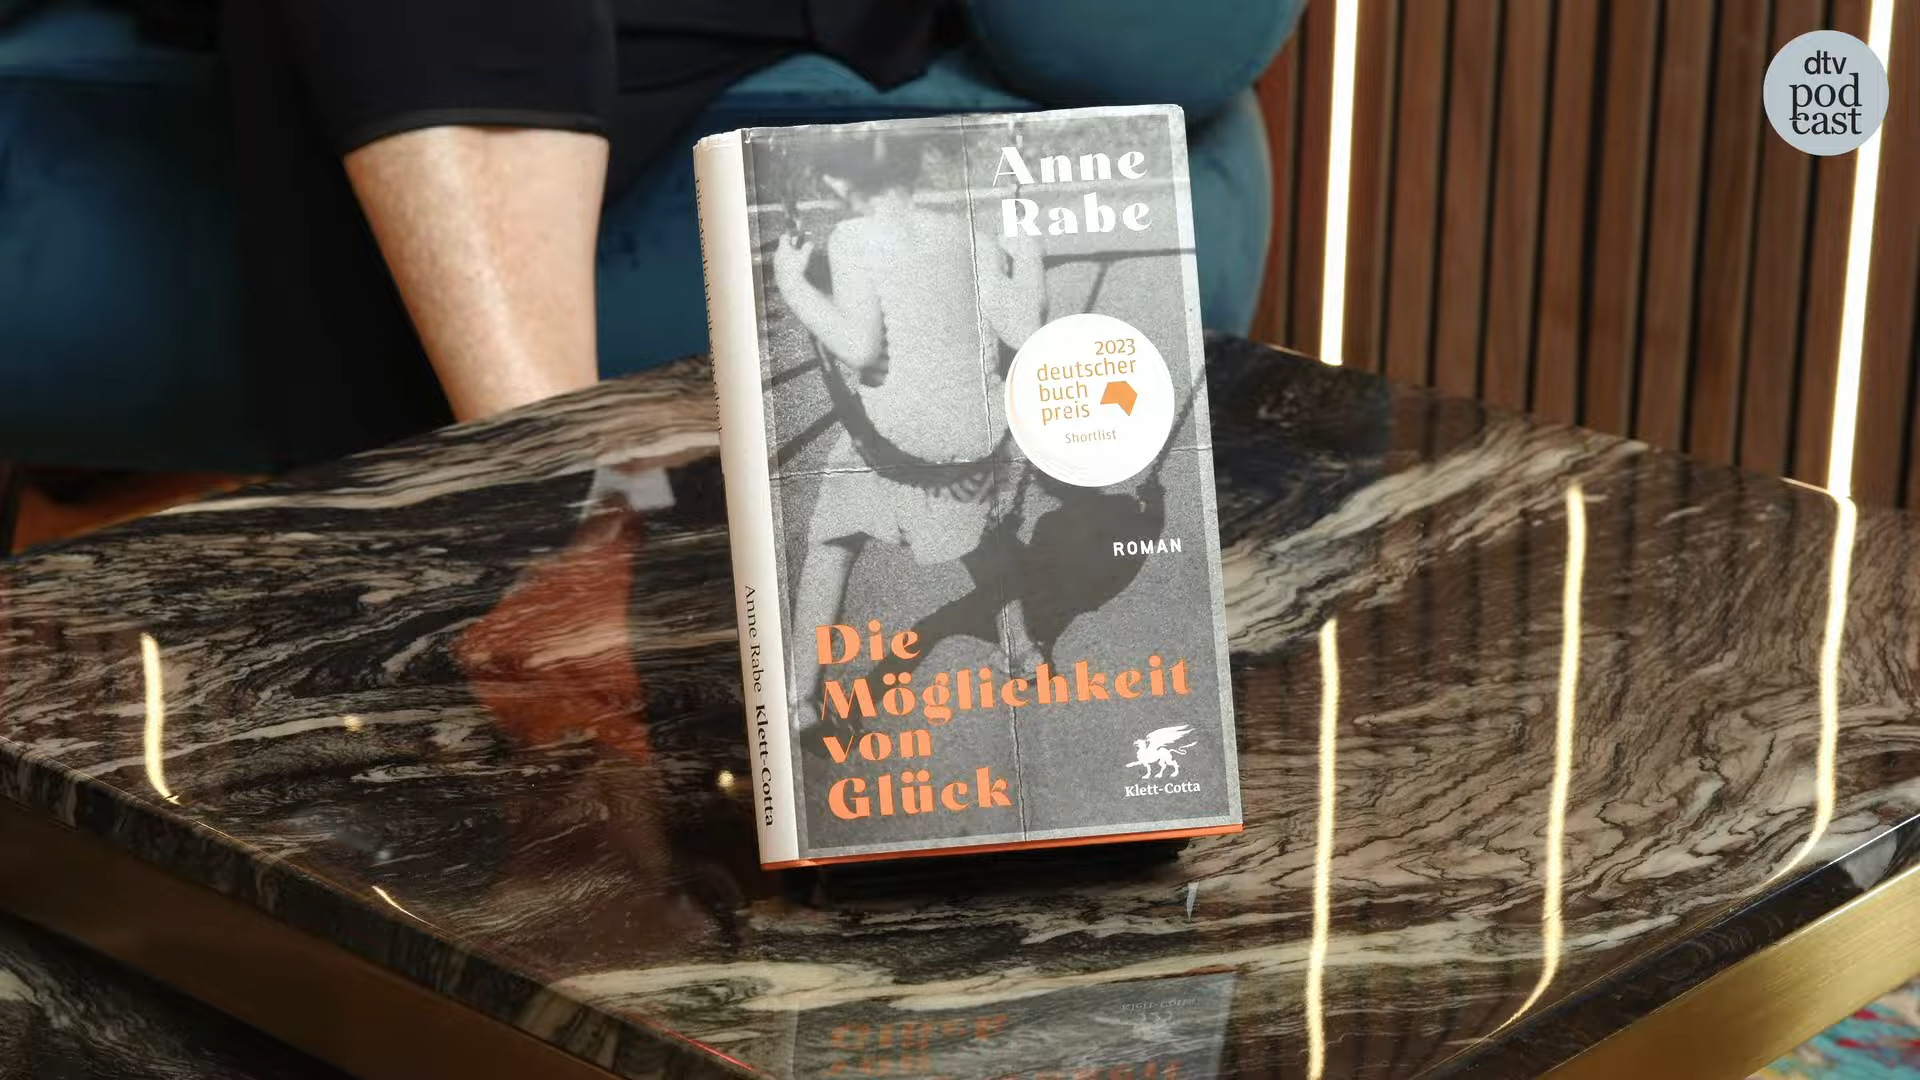 dtv
pod
cast
Anne
Rabe
2023
deutscher
buch
preis
Shortlist
ROMAN
Die
Möglichkeit
von
Glück
Klett-Cotta
Anne Rabe Klett-Cotta